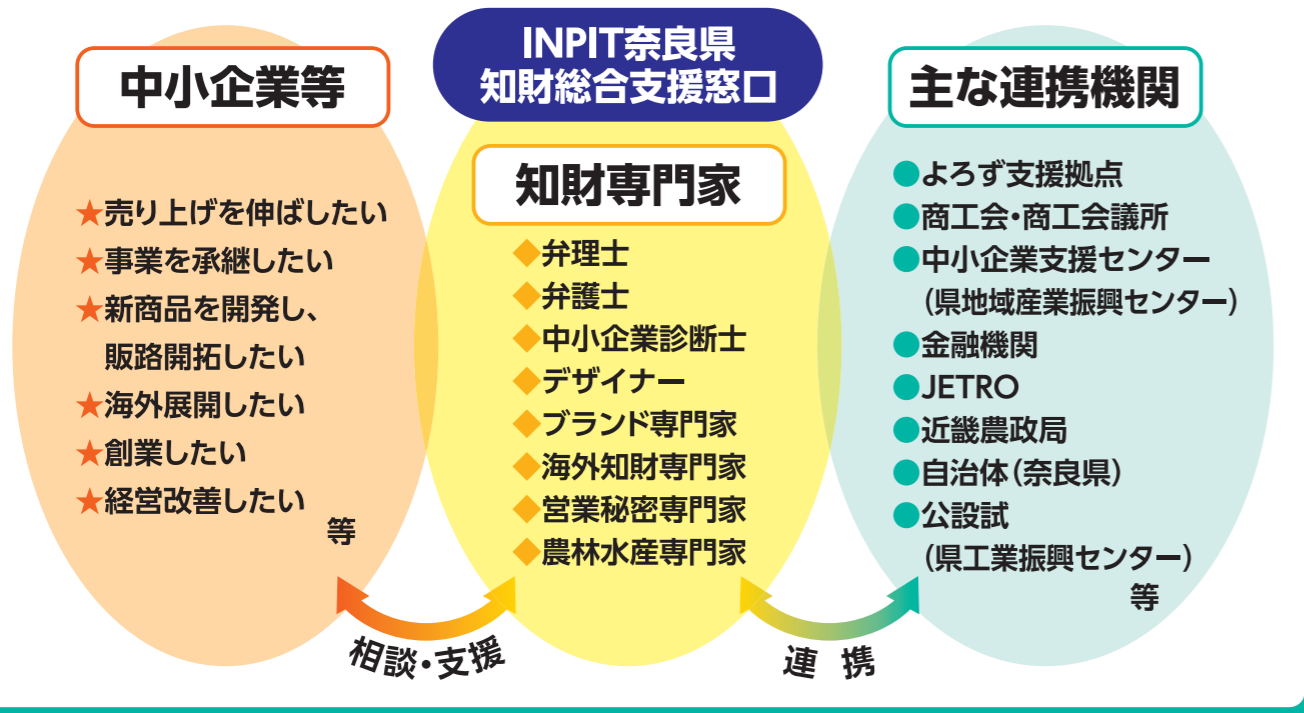 中小企業等
★売り上げを伸ばしたい
★事業を承継したい
★新商品を開発し、
販路開拓したい
★海外展開したい
★創業したい
★経営改善したい
等
INPIT奈良県
知財総合支援窓口
知財専門家
◆弁理士
◆弁護士
◆中小企業診断士
◆デザイナー
◆ブランド専門家
◆海外知財専門家
◆営業秘密専門家
◆農林水産専門家
主な連携機関
●よろず支援拠点
●商工会・商工会議所
●中小企業支援センター
(県地域産業振興センター)
●金融機関
●JETRO
●近畿農政局
●自治体(奈良県)
●公設試
(県工業振興センター)
等
相談・支援
連 携